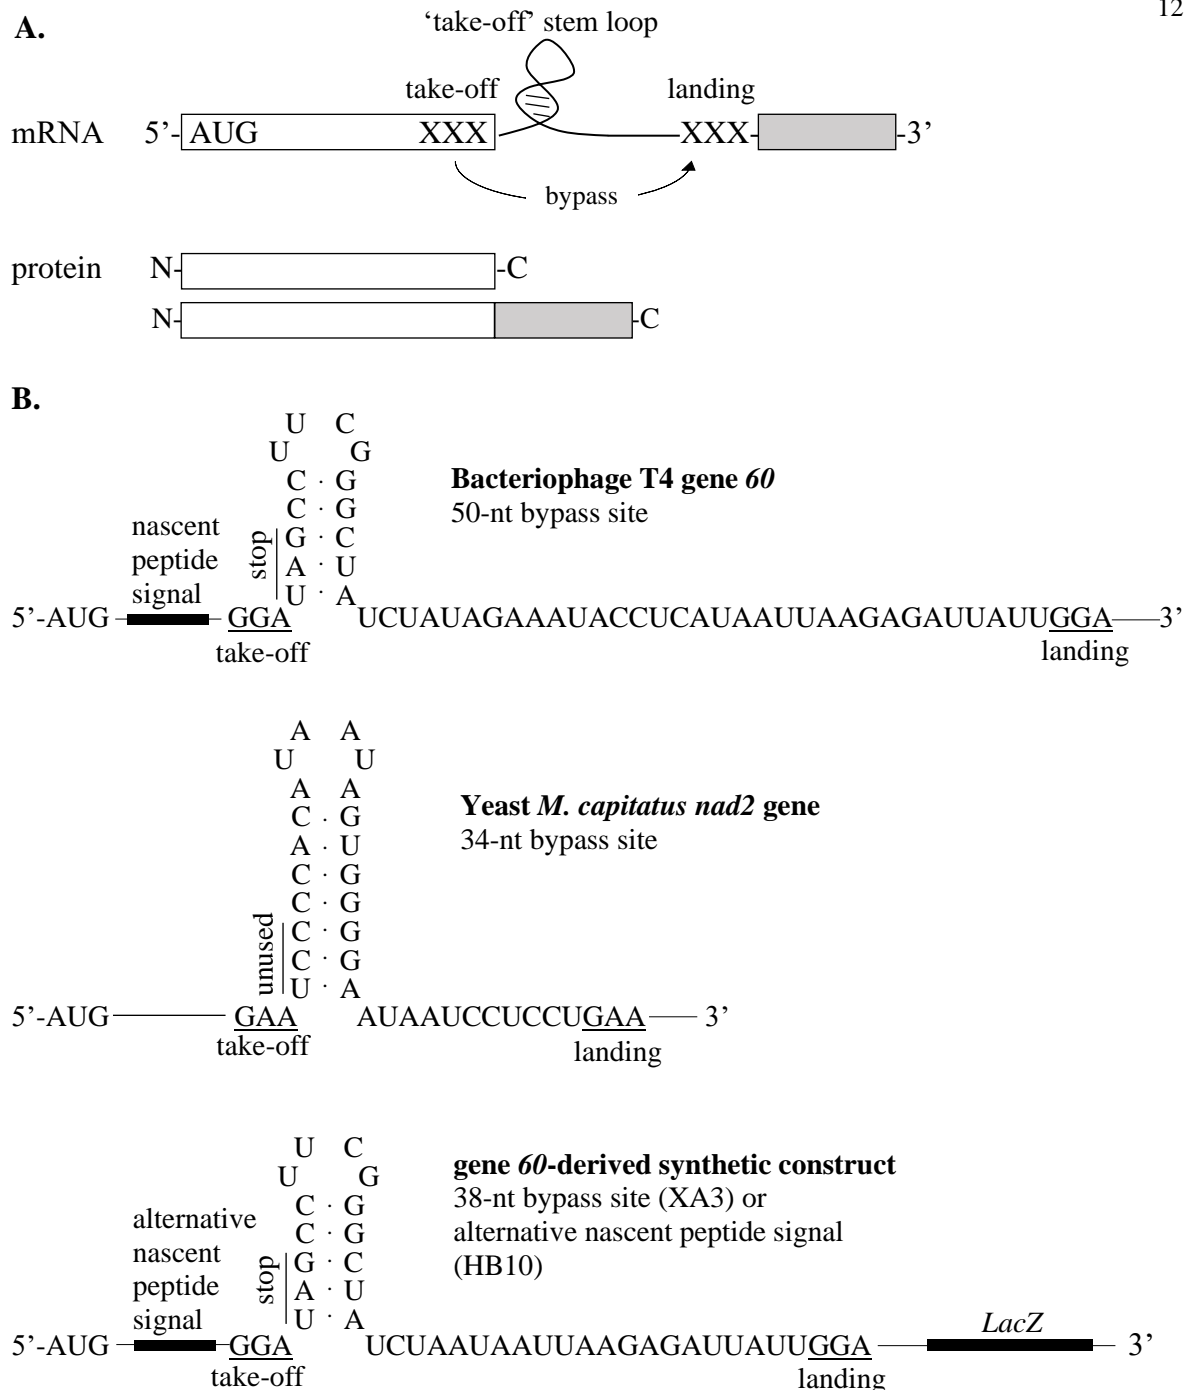 12
A.
‘take-off’ stem loop
take-off landing
mRNA 5’- AUG XXX XXX- -3’
bypass
protein N- -C
N- -C
B.
U C
U G
C · G
C · G
G · C
A · U
U · A
stop
Bacteriophage T4 gene 60
50-nt bypass site
nascent
peptide
signal
5’-AUG GGA UCUAUAGAAAUACCUCAUAAUUAAGAGAUUAUUGGA 3’
take-off landing
A A
U U
A A
C · G
A · U
C · G
C · G
C · G
C · G
U · A
unused
Yeast M. capitatus nad2 gene
34-nt bypass site
5’-AUG GAA AUAAUCCUCCUGAA 3’
take-off landing
U C
U G
C · G
C · G
G · C
A · U
U · A
stop
gene 60-derived synthetic construct
38-nt bypass site (XA3) or
alternative nascent peptide signal
(HB10)
alternative
nascent
peptide
signal
LacZ
5’-AUG GGA UCUAAUAAUUAAGAGAUUAUUGGA 3’
take-off landing